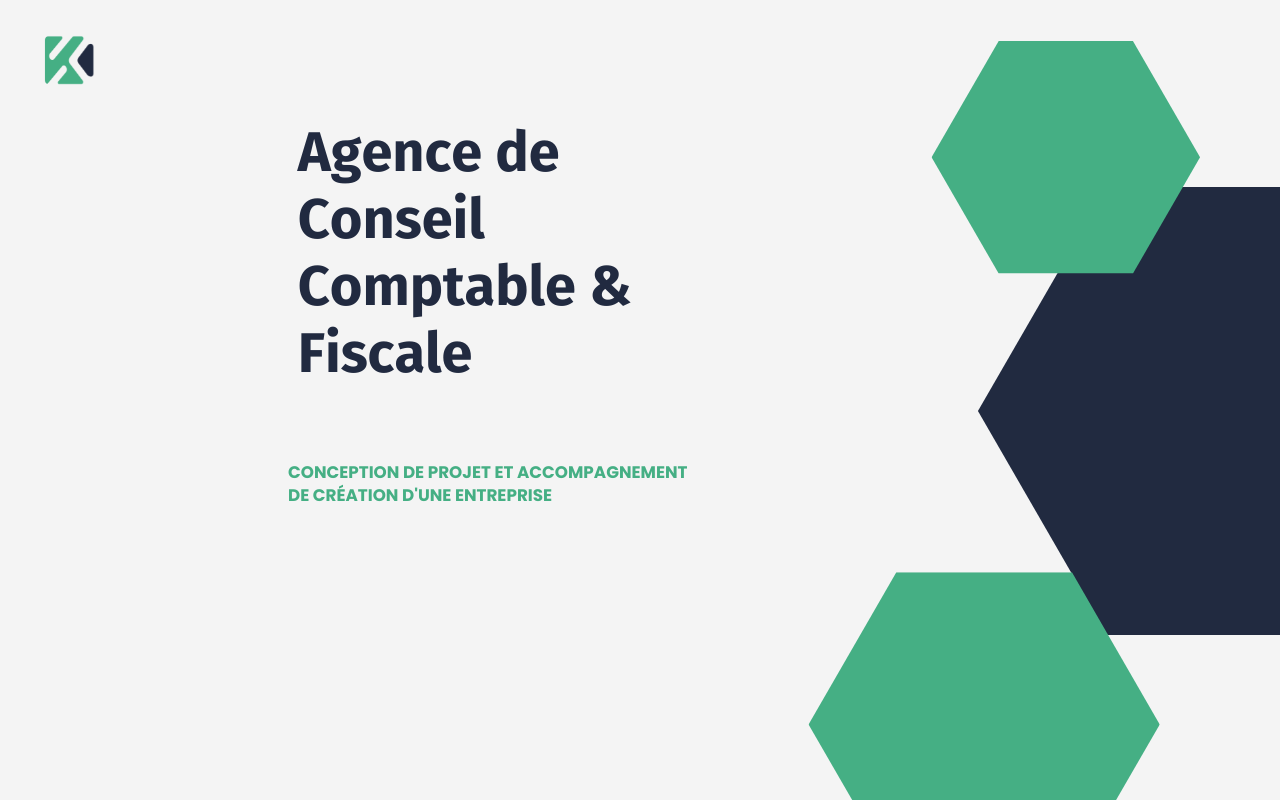 Agence de
Conseil
Comptable &
Fiscale
CONCEPTION DE PROJET ET ACCOMPAGNEMENT
DE CRÉATION D'UNE ENTREPRISE